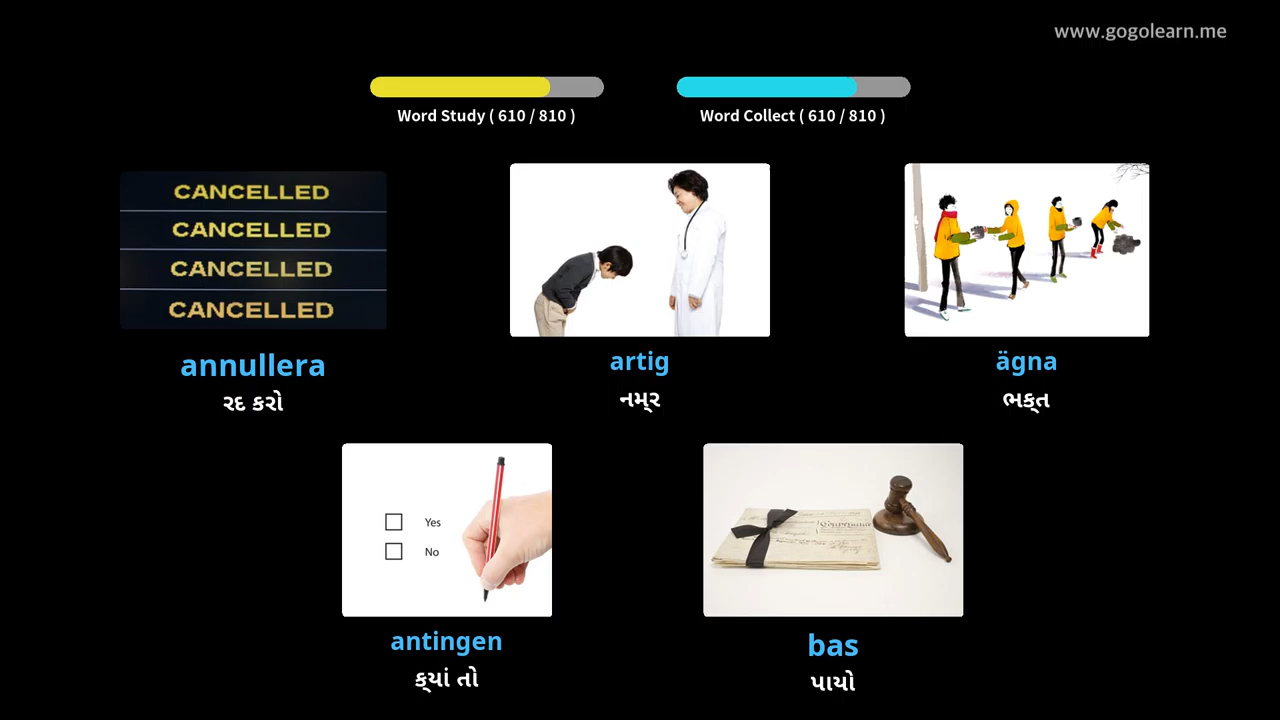 www.gogolearn.me
Word Study ( 610 / 810 )
Word Collect ( 610 / 810 )
CANCELLED
CANCELLED
CANCELLED
CANCELLED
annullera
રદ કરો
artig
નમ્ર
ägna
ભક્ત
Yes
No
antingen
ક્યાં તો
bas
પાયો